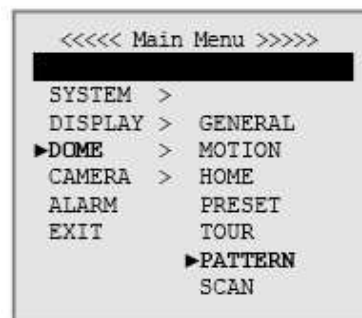 <<<<< Main Menu >>>>>
SYSTEM >
DISPLAY > GENERAL
►DOME > MOTION
CAMERA > HOME
ALARM PRESET
EXIT TOUR
►PATTERN
SCAN